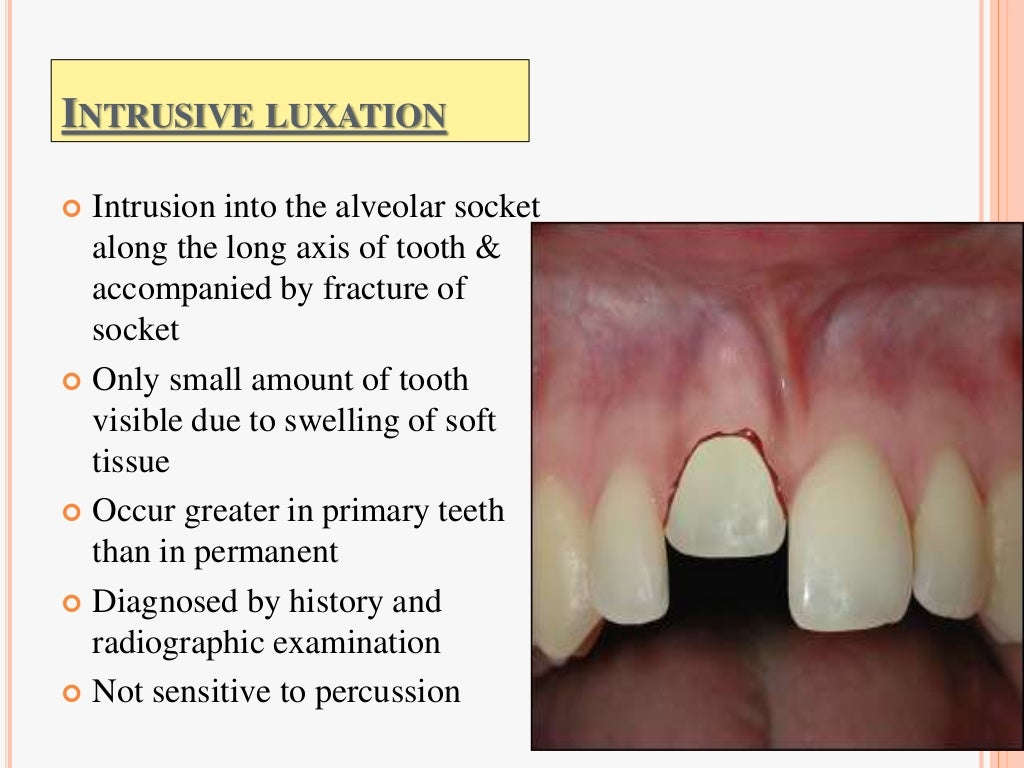 INTRUSIVE LUXATION
Intrusion into the alveolar socket
along the long axis of tooth &
accompanied by fracture of
socket
Only small amount of tooth
visible due to swelling of soft
tissue
Occur greater in primary teeth
than in permanent
Diagnosed by history and
radiographic examination
Not sensitive to percussion